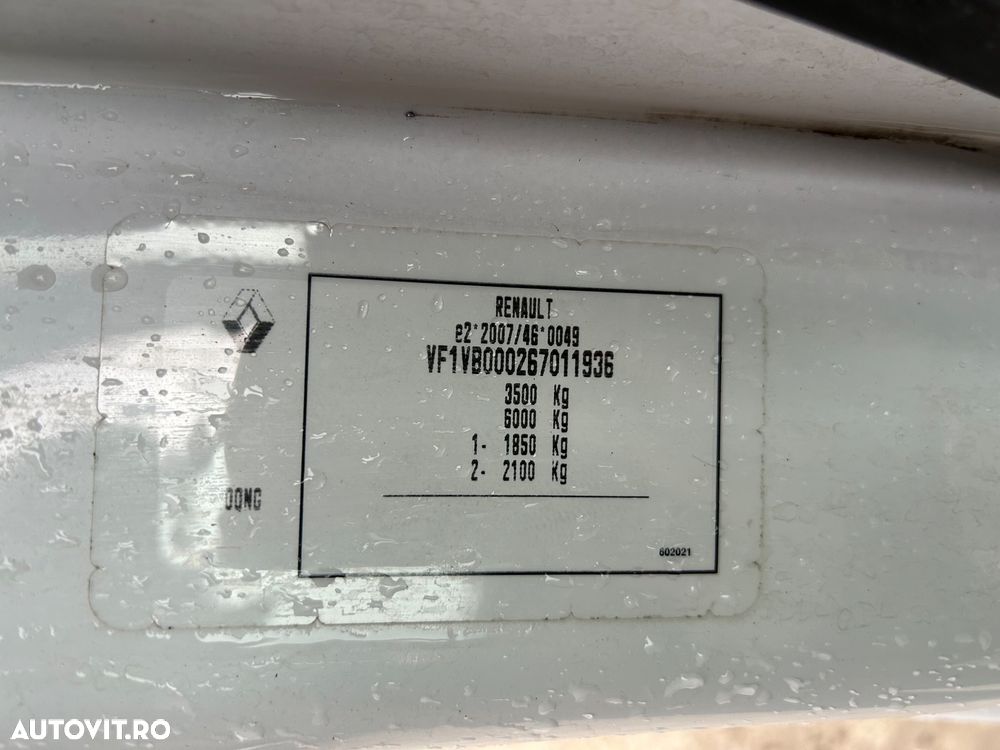 RENAULT
e2*2007/46*0049
VF1VB000267011936
3500 Kg
6000 Kg
1- 1850 Kg
2- 2100 Kg
OQNG
602021
AUTOVIT.RO